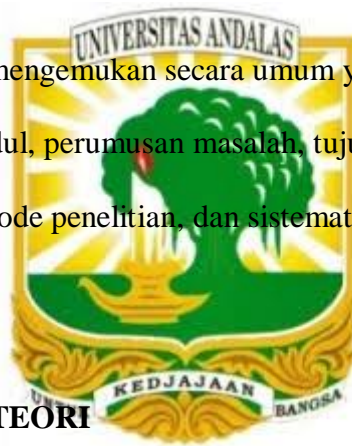 UNIVERSITAS ANDALAS
mengemukan secara umum y
dul, perumusan masalah, tuju
ode penelitian, dan sistemat
KEDJAJAAN
BANGSA
TEORI